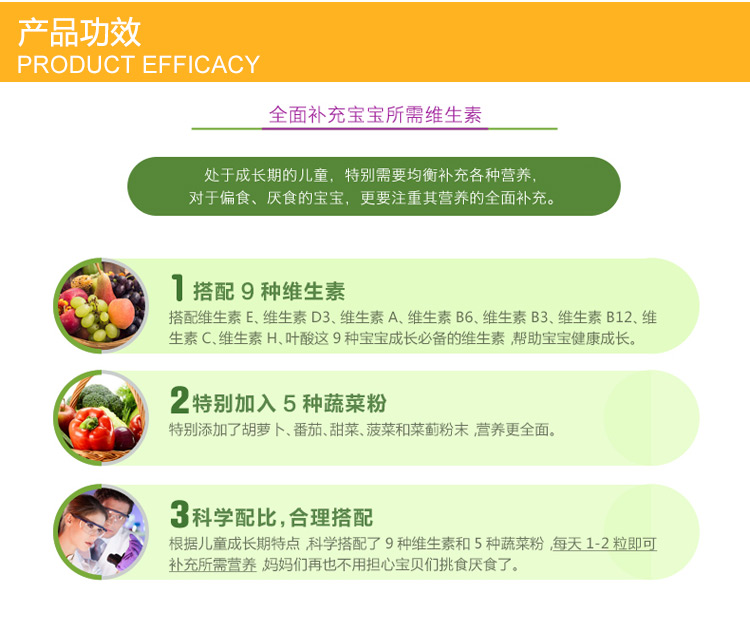 产品功效
PRODUCT EFFICACY
全面补充宝宝所需维生素
处于成长期的儿童，特别需要均衡补充各种营养，
对于偏食、厌食的宝宝，更要注重其营养的全面补充。
1 搭配 9 种维生素
搭配维生素 E、维生素 D3、维生素 A、维生素 B6、维生素 B3、维生素 B12、维
生素 C、维生素 H、叶酸这 9 种宝宝成长必备的维生素，帮助宝宝健康成长。
2 特别加入 5 种蔬菜粉
特别添加了胡萝卜、番茄、甜菜、菠菜和菜蓟粉末，营养更全面。
3 科学配比，合理搭配
根据儿童成长期特点，科学搭配了 9 种维生素和 5 种蔬菜粉，每天 1-2 粒即可
补充所需营养，妈妈们再也不用担心宝贝们挑食厌食了。